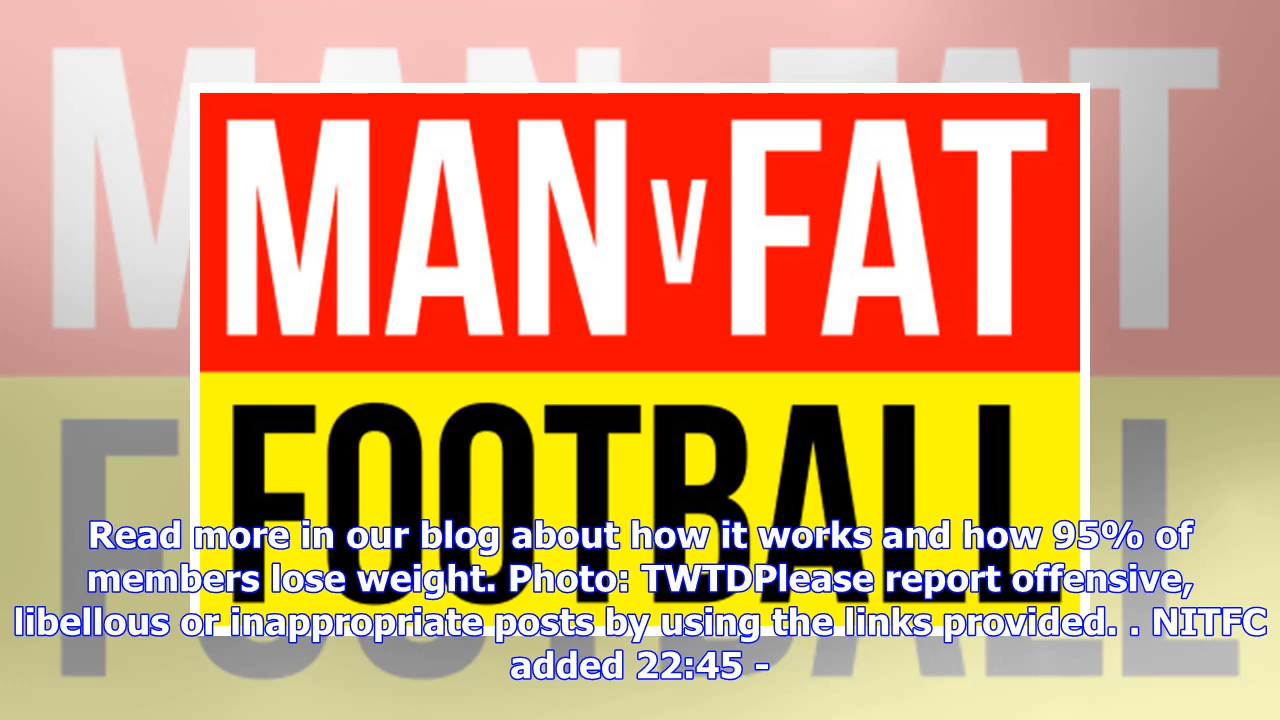 MAN v FAT
FOOTBALL
Read more in our blog about how it works and how 95% of
members lose weight. Photo: TWTDPlease report offensive,
libellous or inappropriate posts by using the links provided. . NITFC
added 22:45 -